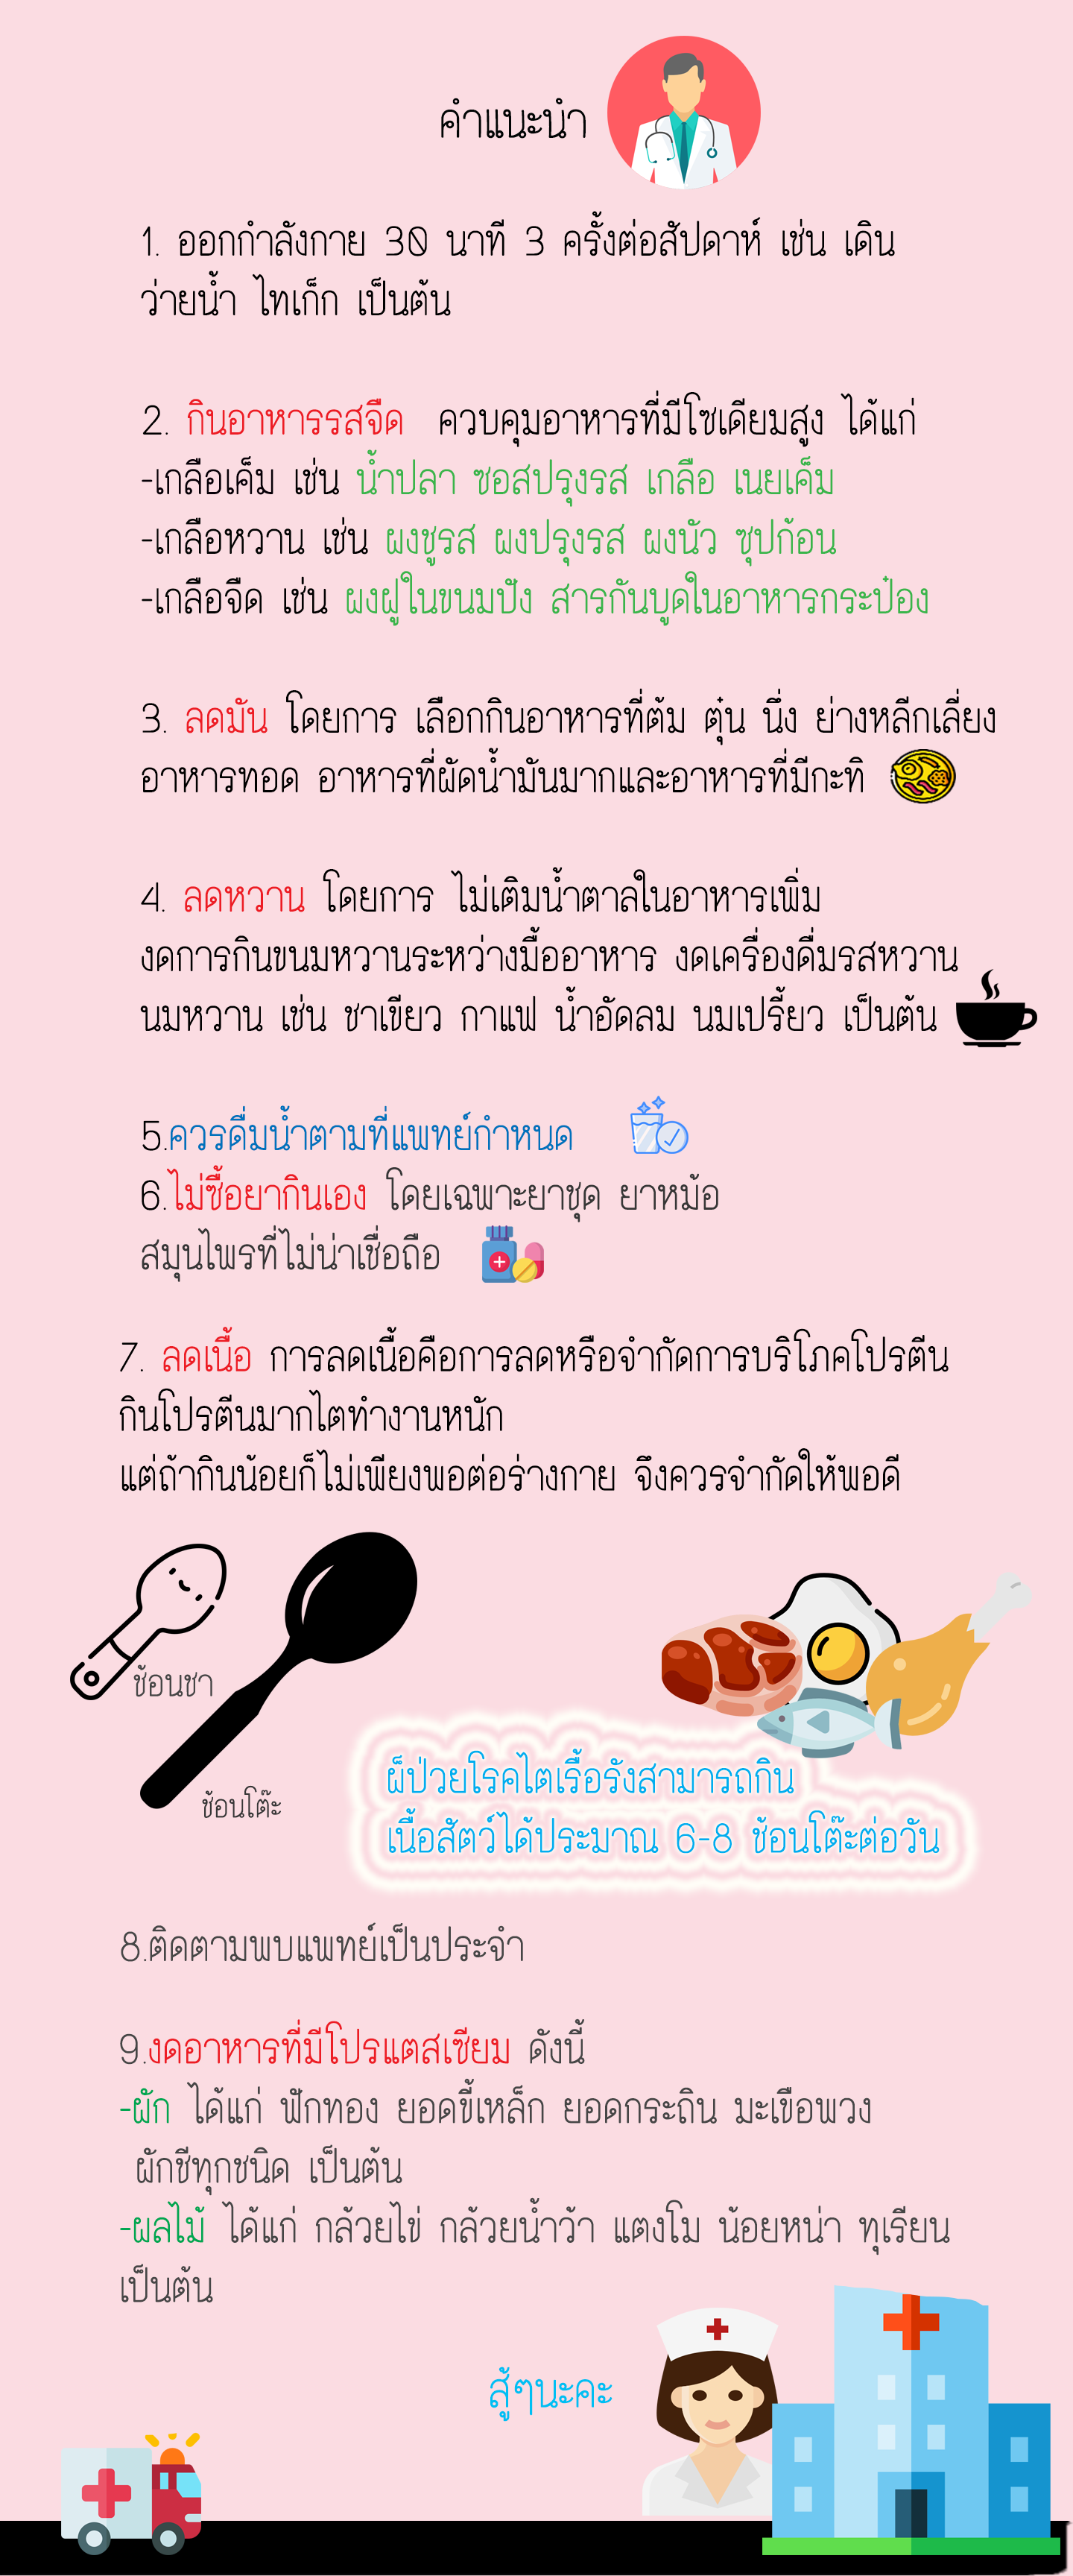 คำแนะนำ
1. ออกกำลังกาย 30 นาที 3 ครั้งต่อสัปดาห์ เช่น เดิน
ว่ายน้ำ ไทเก็ก เป็นต้น
2. กินอาหารรสจืด ควบคุมอาหารที่มีโซเดียมสูง ได้แก่
-เกลือเค็ม เช่น น้ำปลา ซอสปรุงรส เกลือ เนยเค็ม
-เกลือหวาน เช่น ผงชูรส ผงปรุงรส ผงนัว ซุปก้อน
-เกลือจืด เช่น ผงฝูในขนมปัง สารกันบูดในอาหารกระป๋อง
3. ลดมัน โดยการ เลือกกินอาหารที่ต้ม ตุ๋น นึ่ง ย่างหลีกเลี่ยง
อาหารทอด อาหารที่ผัดน้ำมันมากและอาหารที่มีกะทิ
4. ลดหวาน โดยการ ไม่เติมน้ำตาลในอาหารเพิ่ม
งดการกินขนมหวานระหว่างมื้ออาหาร งดเครื่องดื่มรสหวาน
นมหวาน เช่น ชาเขียว กาแฟ น้ำอัดลม นมเปรี้ยว เป็นต้น
5.ควรดื่มน้ำตามที่แพทย์กำหนด
6.ไม่ซื้อยากินเอง โดยเฉพาะยาชุด ยาหม้อ
สมุนไพรที่ไม่น่าเชื่อถือ
7. ลดเนื้อ การลดเนื้อคือการลดหรือจำกัดการบริโภคโปรตีน
กินโปรตีนมากไตทำงานหนัก
แต่ถ้ากินน้อยก็ไม่เพียงพอต่อร่างกาย จึงควรจำกัดให้พอดี
ช้อนชา
ช้อนโต๊ะ
ผ็ป่วยโรคไตเรื้อรังสามารถกิน
เนื้อสัตว์ได้ประมาณ 6-8 ช้อนโต๊ะต่อวัน
8.ติดตามพบแพทย์เป็นประจำ
9.งดอาหารที่มีโปรแตสเซียม ดังนี้
-ผัก ได้แก่ ฟักทอง ยอดขี้เหล็ก ยอดกระถิน มะเขือพวง
ผักชีทุกชนิด เป็นต้น
-ผลไม้ ได้แก่ กล้วยไข่ กล้วยน้ำว้า แตงโม น้อยหน่า ทุเรียน
เป็นต้น
สู้ๆนะคะ